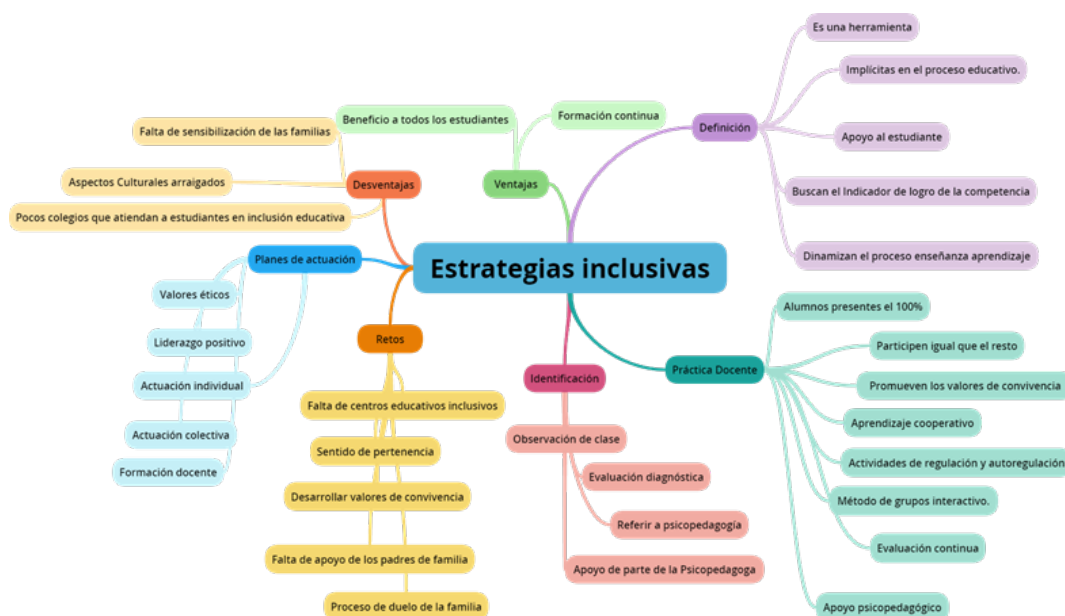 Estrategias inclusivas
Definición
Es una herramienta
Implícitas en el proceso educativo.
Apoyo al estudiante
Buscan el Indicador de logro de la competencia
Dinamizan el proceso enseñanza aprendizaje
Práctica Docente
Alumnos presentes el 100%
Participen igual que el resto
Promueven los valores de convivencia
Aprendizaje cooperativo
Actividades de regulación y autoregulación
Método de grupos interactivo.
Evaluación continua
Apoyo psicopedagógico
Identificación
Observación de clase
Evaluación diagnóstica
Referir a psicopedagogía
Apoyo de parte de la Psicopedagoga
Retos
Falta de centros educativos inclusivos
Sentido de pertenencia
Desarrollar valores de convivencia
Falta de apoyo de los padres de familia
Proceso de duelo de la familia
Planes de actuación
Valores éticos
Liderazgo positivo
Actuación individual
Actuación colectiva
Formación docente
Desventajas
Falta de sensibilización de las familias
Aspectos Culturales arraigados
Pocos colegios que atiendan a estudiantes en inclusión educativa
Ventajas
Beneficio a todos los estudiantes
Formación continua